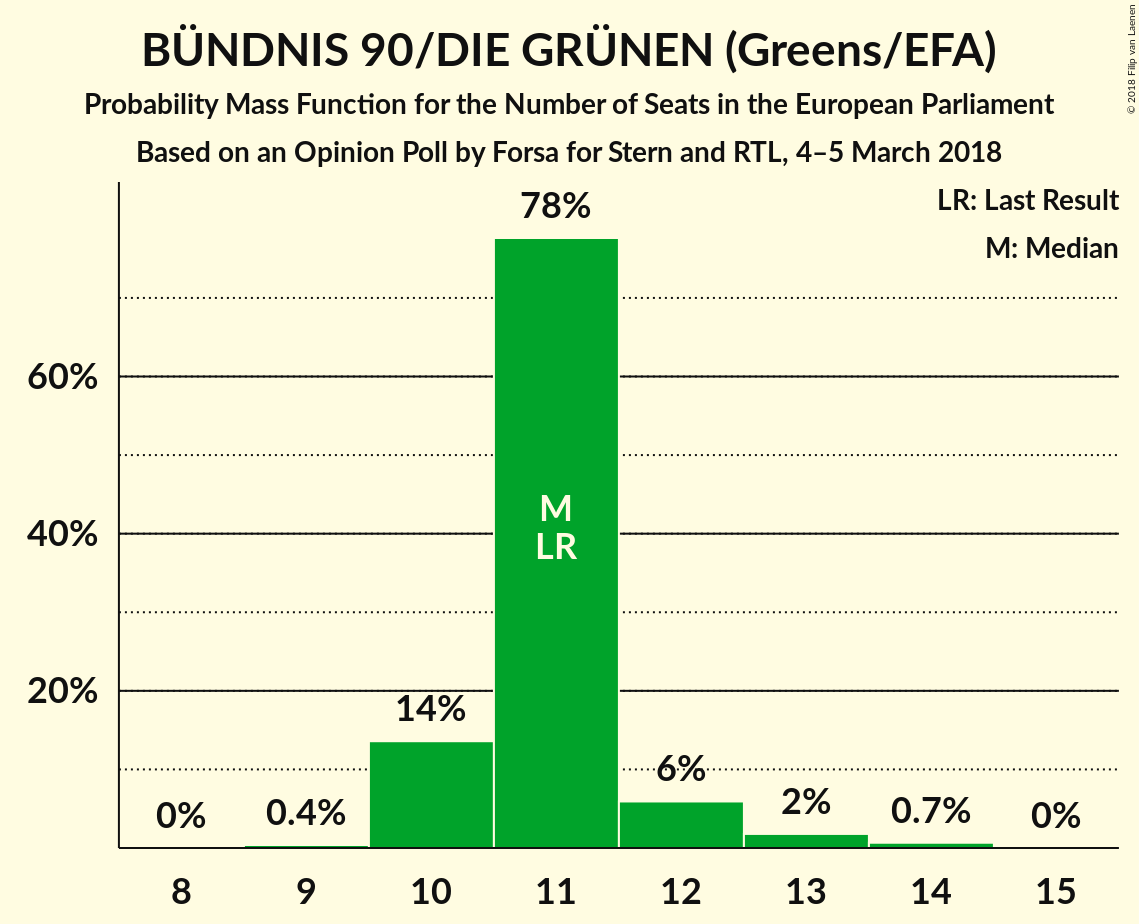 BÜNDNIS 90/DIE GRÜNEN (Greens/EFA)
Probability Mass Function for the Number of Seats in the European Parliament
Based on an Opinion Poll by Forsa for Stern and RTL, 4–5 March 2018
© 2018 Filip van Laenen
LR: Last Result
M: Median
78%
60%
40%
20%
M
LR
0%
0.4%
14%
6%
2%
0.7%
0%
8 9 10 11 12 13 14 15